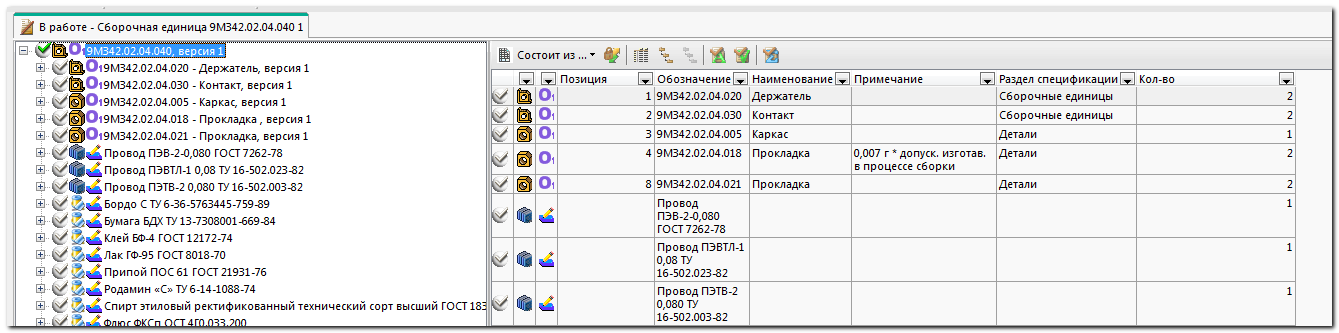 В работе - Сборочная единица 9М342.02.04.040 1
9М342.02.04.040, версия 1
9М342.02.04.020 - Держатель, версия 1
9М342.02.04.030 - Контакт, версия 1
9М342.02.04.005 - Каркас, версия 1
9М342.02.04.018 - Прокладка , версия 1
9М342.02.04.021 - Прокладка, версия 1
Провод ПЭВ-2-0,080 ГОСТ 7262-78
Провод ПЭВТЛ-1 0,08 ТУ 16-502.023-82
Провод ПЭТВ-2 0,080 ТУ 16-502.003-82
Бордо С ТУ 6-36-5763445-759-89
Бумага БДХ ТУ 13-7308001-669-84
Клей БФ-4 ГОСТ 12172-74
Лак ГФ-95 ГОСТ 8018-70
Припой ПОС 61 ГОСТ 21931-76
Родамин «С» ТУ 6-14-1088-74
Спирт этиловый ректификованный технический сорт высший ГОСТ 183
Флюс ФКСп ОСТ 4Г0.033.200
Состоит из ...
Позиция Обозначение Наименование Примечание Раздел спецификации Кол-во
1 9М342.02.04.020 Держатель Сборочные единицы 2
2 9М342.02.04.030 Контакт Сборочные единицы 2
3 9М342.02.04.005 Каркас Детали 1
4 9М342.02.04.018 Прокладка 0,007 г * допуск. изготав. Детали 2
в процессе сборки
8 9М342.02.04.021 Прокладка Детали 2
Провод 1
ПЭВ-2-0,080
ГОСТ 7262-78
Провод ПЭВТЛ-1 1
0,08 ТУ
16-502.023-82
Провод ПЭТВ-2 1
0,080 ТУ
16-502.003-82